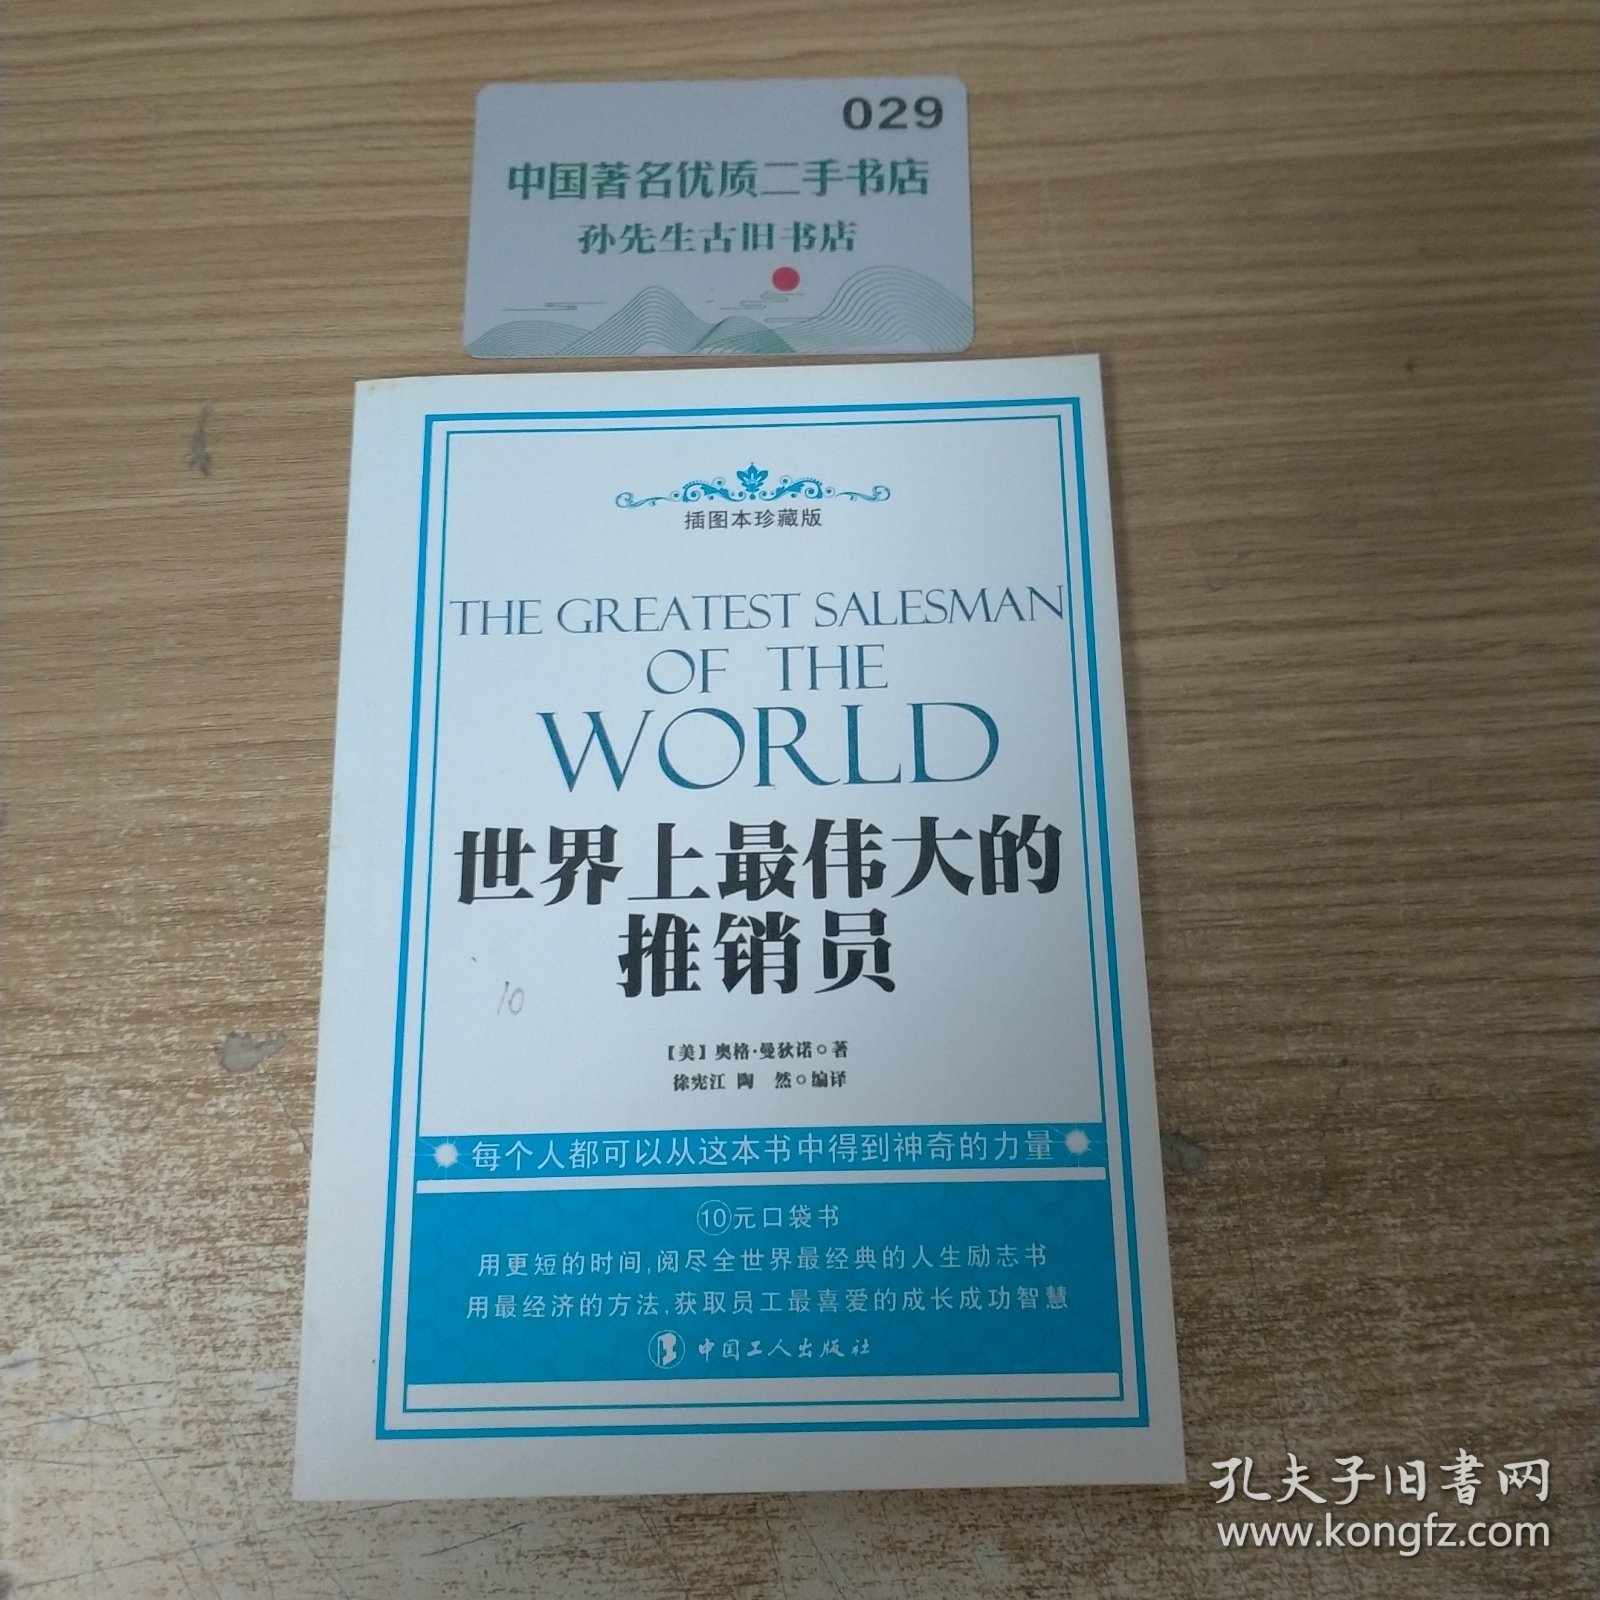 029
中国著名优质二手书店
孙先生古旧书店
插图本珍藏版
THE GREATEST SALESMAN
OF THE
WORLD
世界上最伟大的
推销员
10
【美】奥格·曼狄诺○著
徐宪江 陶 然○编译
每个人都可以从这本书中得到神奇的力量
⑩元口袋书
用更短的时间,阅尽全世界最经典的人生励志书
用最经济的方法,获取员工最喜爱的成长成功智慧
中国工人出版社
孔夫子旧书网
www.kongfz.com